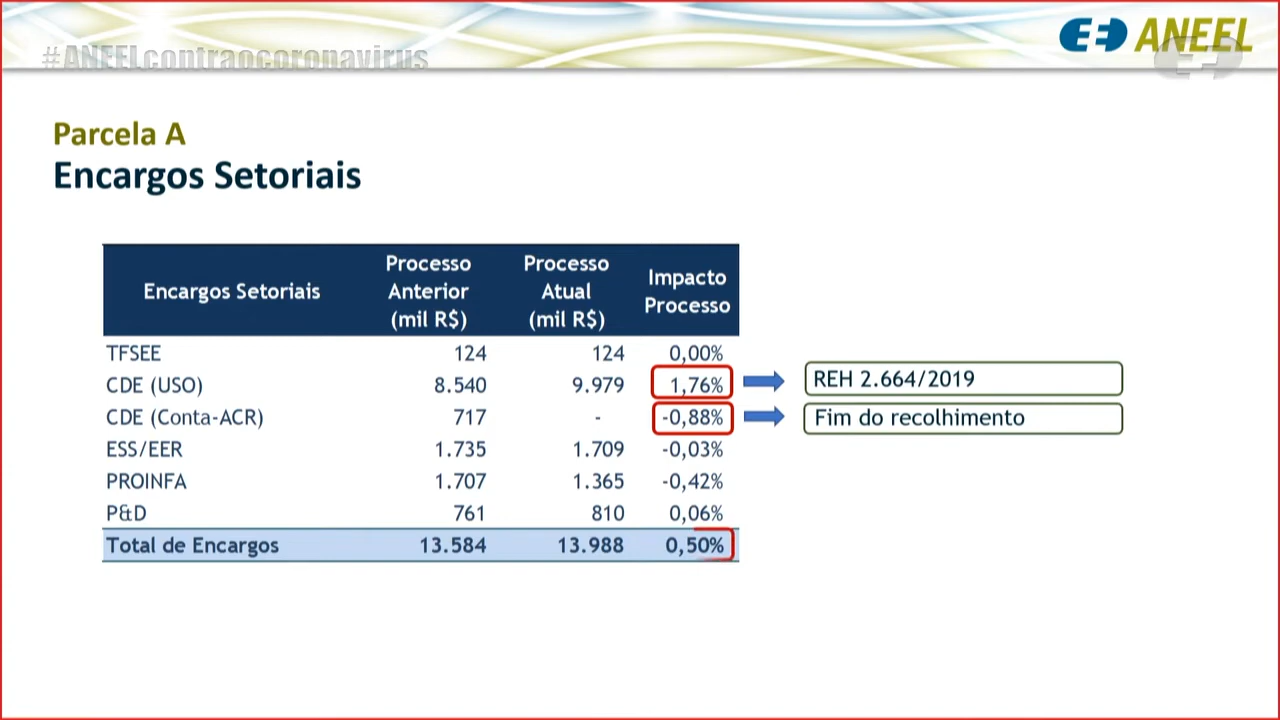 #ANEELcontraocoronavirus
ANEEL
Parcela A
Encargos Setoriais
Encargos Setoriais Processo Anterior (mil R$) Processo Atual (mil R$) Impacto Processo
TFSEE 124 124 0,00%
CDE (USO) 8.540 9.979 1,76% REH 2.664/2019
CDE (Conta-ACR) 717 - -0,88% Fim do recolhimento
ESS/EER 1.735 1.709 -0,03%
PROINFA 1.707 1.365 -0,42%
P&D 761 810 0,06%
Total de Encargos 13.584 13.988 0,50%